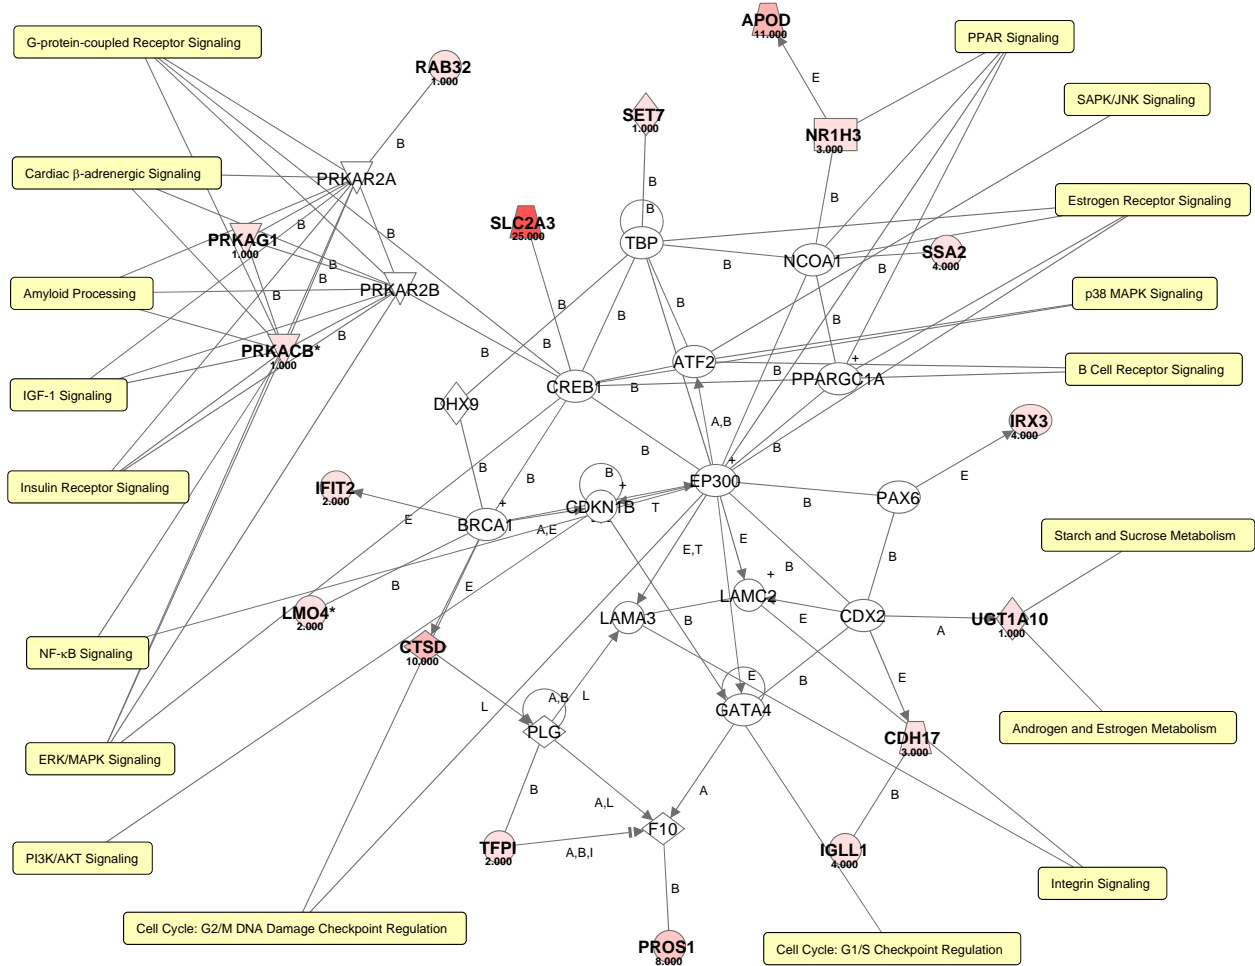 APOD
11.000
G-protein-coupled Receptor Signaling
PPAR Signaling
RAB32
1.000
E
SAPK/JNK Signaling
SET7
1.000
NR1H3
3.000
B
Cardiac β-adrenergic Signaling
PRKAR2A
B
B
Estrogen Receptor Signaling
B
SLC2A3
25.000
B
B
PRKAG1
1.000
TBP
SSA2
4.000
NCOA1
B
B
B
B
PRKAR2B
Amyloid Processing
p38 MAPK Signaling
B
B
B
B
B
B
B
B
PRKACB*
1.000
B
+
ATF2
B Cell Receptor Signaling
B
PPARGC1A
CREB1
B
IGF-1 Signaling
DHX9
A,B
IRX3
4.000
B
B
+
B
B
B
E
EP300
Insulin Receptor Signaling
IFIT2
2.000
+
PAX6
+
CDKN1B
B
T
E
BRCA1
A,E
Starch and Sucrose Metabolism
E
E,T
B
B
+
B
E
LAMC2
LMO4*
2.000
LAMA3
E
CDX2
UGT1A10
1.000
B
A
CTSD
10.000
NF-κB Signaling
E
B
E
A,B
L
L
GATA4
Androgen and Estrogen Metabolism
PLG
CDH17
3.000
ERK/MAPK Signaling
B
A
B
A,L
F10
PI3K/AKT Signaling
TFPI
2.000
A,B,I
IGLL1
4.000
Integrin Signaling
B
Cell Cycle: G2/M DNA Damage Checkpoint Regulation
PROS1
8.000
Cell Cycle: G1/S Checkpoint Regulation